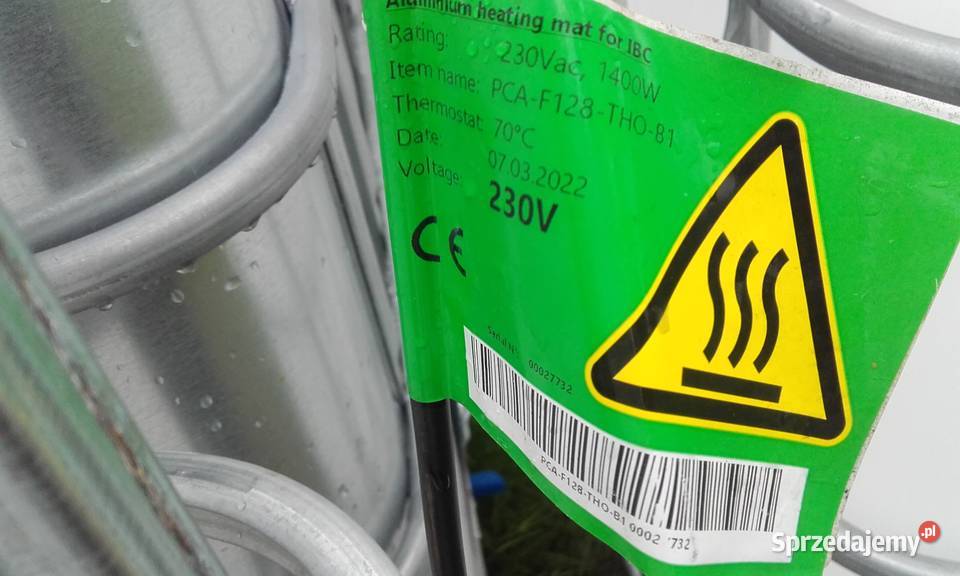 Aluminium heating mat for IBC
Rating: 230Vac, 1400W
Item name: PCA-F128-THO-B1
Thermostat: 70°C
Date: 07.03.2022
Voltage: 230V
CE
Serial N°: 00027732
PCA-F128-THO-B1 0002 732
Sprzedajemy.pl